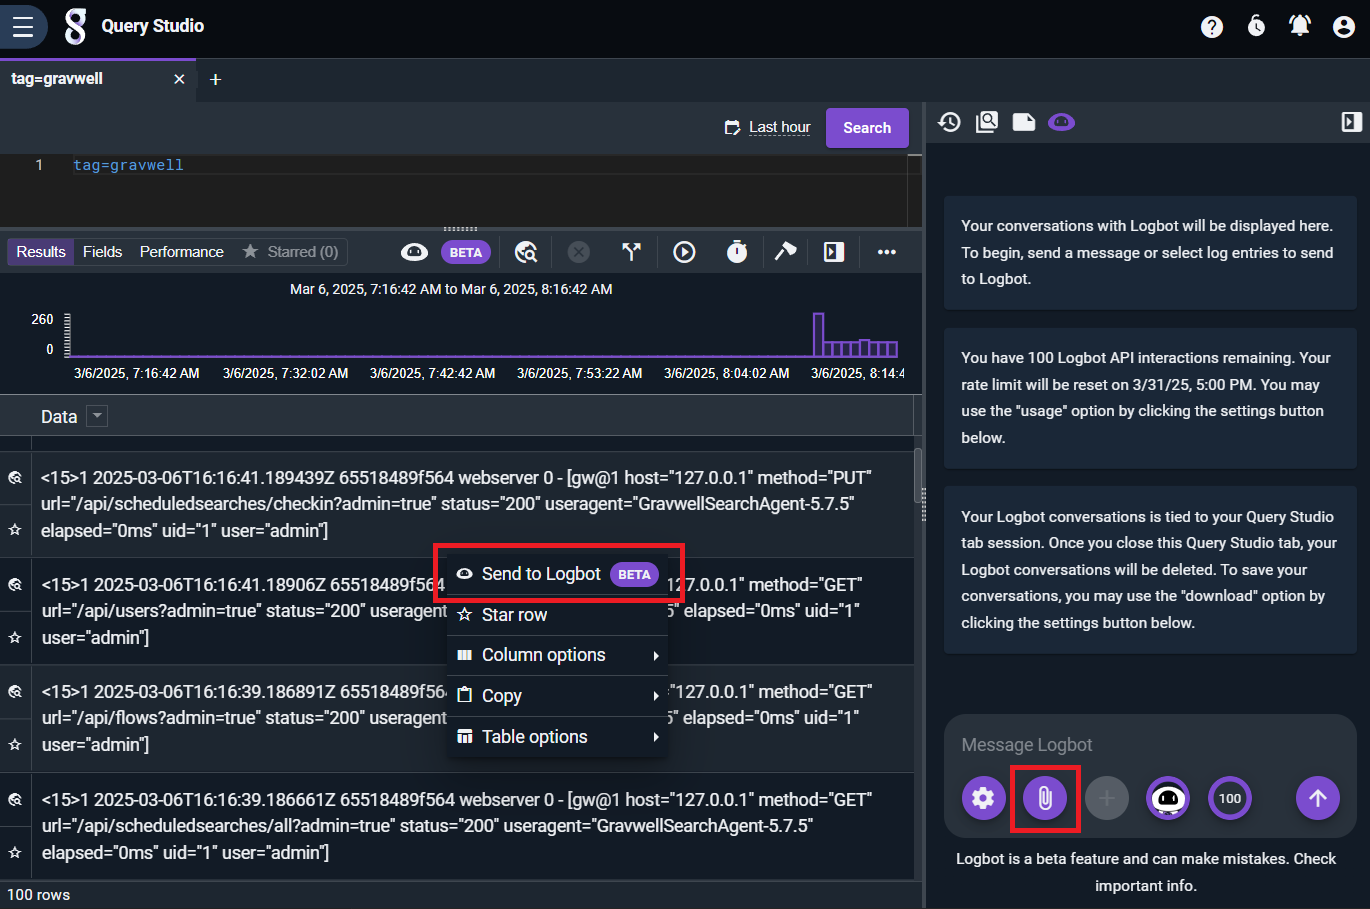 Query Studio
tag=gravwell
Last hour
Search
1
tag=gravwell
Results
Fields
Performance
Starred (0)
BETA
Mar 6, 2025, 7:16:42 AM to Mar 6, 2025, 8:16:42 AM
260
0
3/6/2025, 7:16:42 AM
3/6/2025, 7:32:02 AM
3/6/2025, 7:42:42 AM
3/6/2025, 7:53:22 AM
3/6/2025, 8:04:02 AM
3/6/2025, 8:14:4
Data
<15>1 2025-03-06T16:16:41.189439Z 65518489f564 webserver 0 - [gw@1 host="127.0.0.1" method="PUT"
url="/api/scheduledsearches/checkin?admin=true" status="200" useragent="GravwellSearchAgent-5.7.5"
elapsed="0ms" uid="1" user="admin"]
<15>1 2025-03-06T16:16:41.18906Z 65518489f564 127.0.0.1" method="GET"
url="/api/users?admin=true" status="200" useragent 5" elapsed="0ms" uid="1"
user="admin"]
<15>1 2025-03-06T16:16:39.186891Z 65518489f56 ="127.0.0.1" method="GET"
url="/api/flows?admin=true" status="200" useragent 5" elapsed="0ms" uid="1"
user="admin"]
<15>1 2025-03-06T16:16:39.186661Z 65518489f564 webserver 0 - [gw@1 host="127.0.0.1" method="GET"
url="/api/scheduledsearches/all?admin=true" status="200" useragent="GravwellSearchAgent-5.7.5"
elapsed="0ms" uid="1" user="admin"]
Send to Logbot BETA
Star row
Column options
Copy
Table options
100 rows
Your conversations with Logbot will be displayed here.
To begin, send a message or select log entries to send
to Logbot.
You have 100 Logbot API interactions remaining. Your
rate limit will be reset on 3/31/25, 5:00 PM. You may
use the "usage" option by clicking the settings button
below.
Your Logbot conversations is tied to your Query Studio
tab session. Once you close this Query Studio tab, your
Logbot conversations will be deleted. To save your
conversations, you may use the "download" option by
clicking the settings button below.
Message Logbot
100
Logbot is a beta feature and can make mistakes. Check
important info.